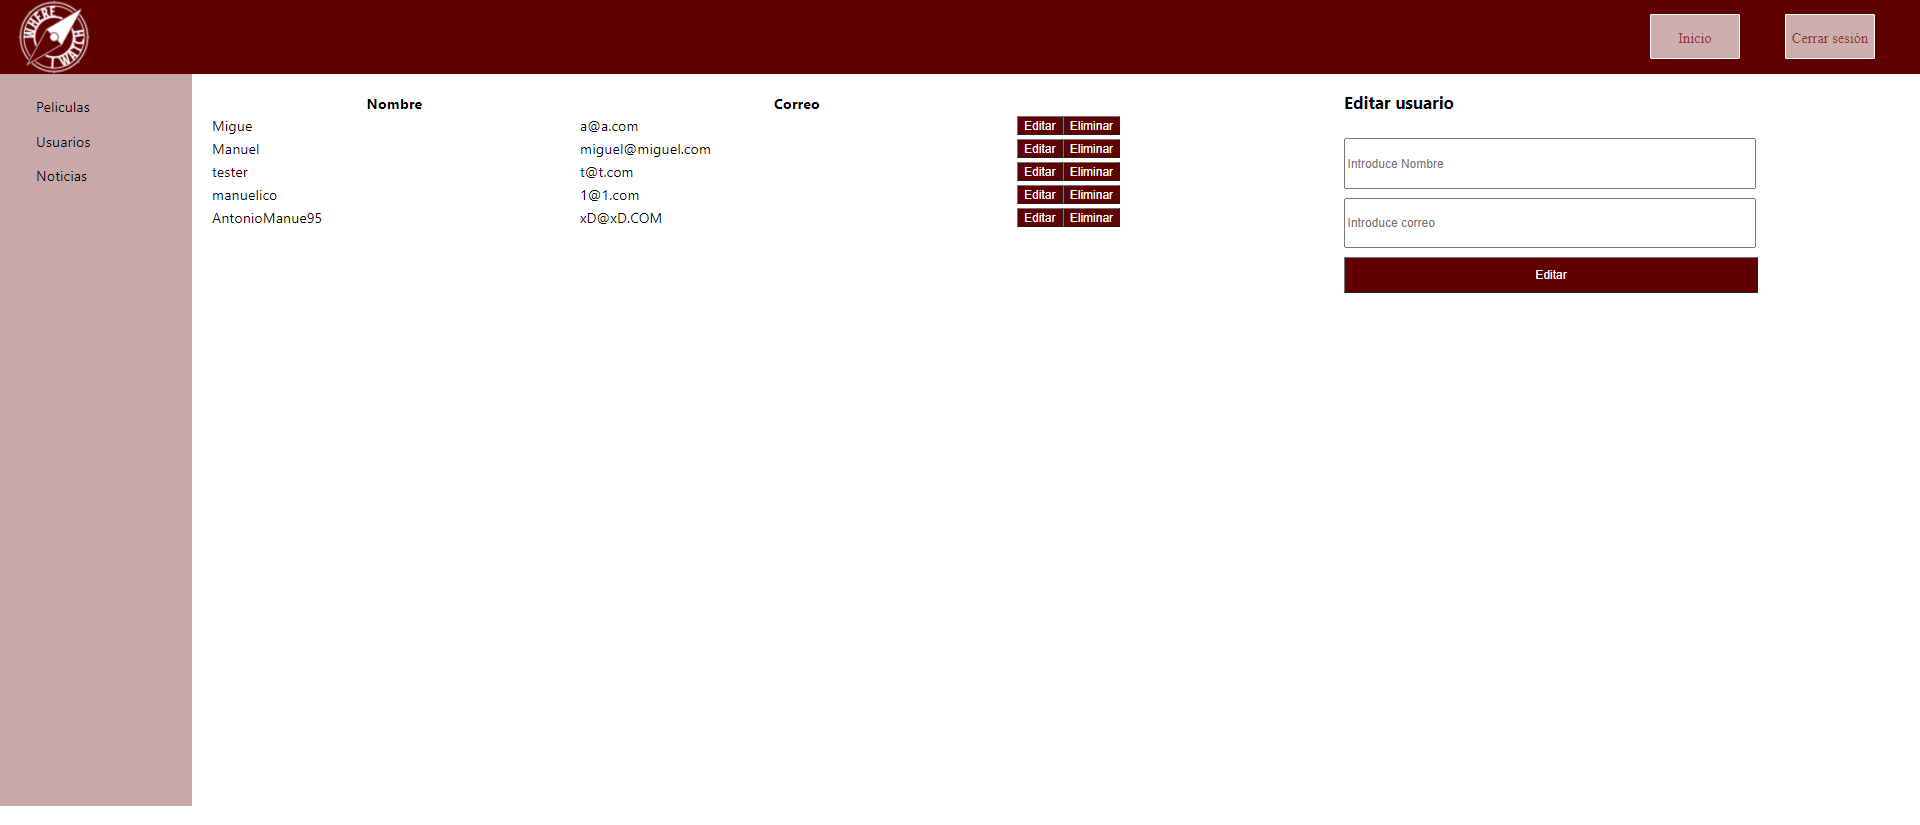 WHERE I WATCH
Inicio
Cerrar sesión
Peliculas
Usuarios
Noticias
Nombre Correo
Migue a@a.com Editar Eliminar
Manuel miguel@miguel.com Editar Eliminar
tester t@t.com Editar Eliminar
manuelico 1@1.com Editar Eliminar
AntonioManue95 xD@xD.COM Editar Eliminar
Editar usuario
Introduce Nombre
Introduce correo
Editar